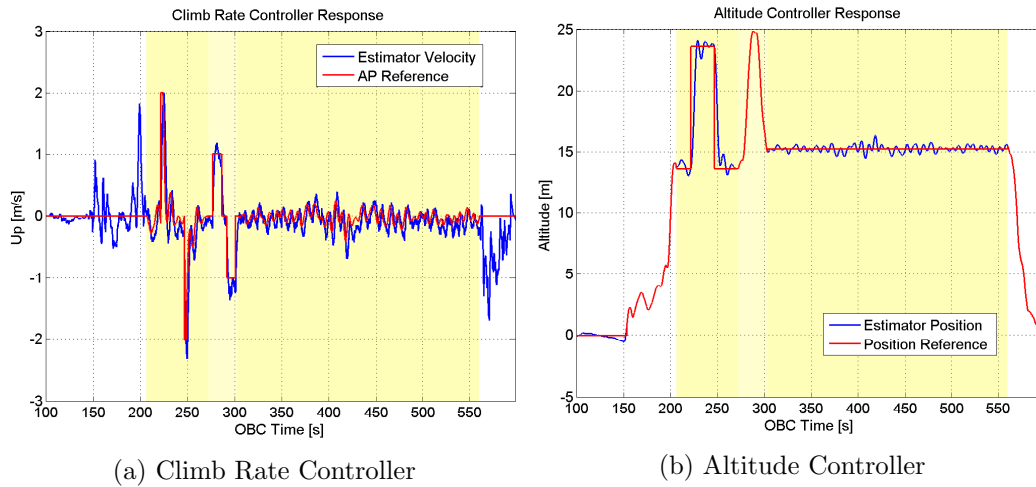 Climb Rate Controller Response
3
2
1
0
-1
-2
-3
Up [m/s]
Estimator Velocity
AP Reference
100 150 200 250 300 350 400 450 500 550
OBC Time [s]
(a) Climb Rate Controller
Altitude Controller Response
25
20
15
10
5
0
-5
Altitude [m]
Estimator Position
Position Reference
100 150 200 250 300 350 400 450 500 550
OBC Time [s]
(b) Altitude Controller